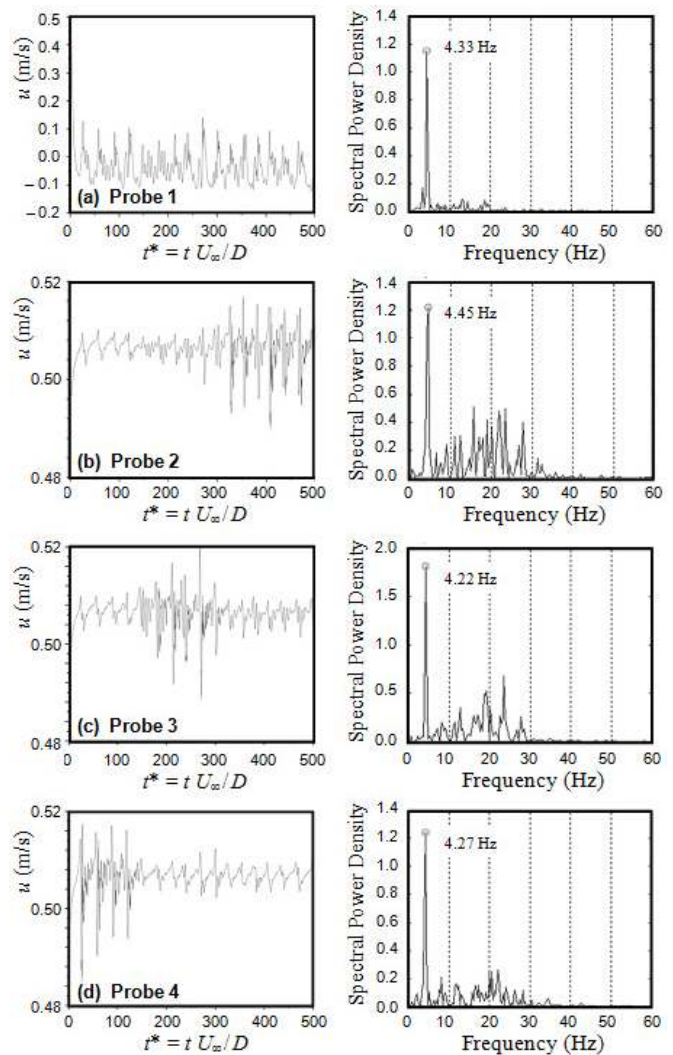 u (m/s)
0.5
0.4
0.3
0.2
0.1
0.0
−0.1
−0.2
(a) Probe 1
0 100 200 300 400 500
t* = t U∞/D
Spectral Power Density
1.4
1.2
1.0
0.8
0.6
0.4
0.2
0.0
4.33 Hz
0 10 20 30 40 50 60
Frequency (Hz)
u (m/s)
0.52
0.50
0.48
(b) Probe 2
0 100 200 300 400 500
t* = t U∞/D
Spectral Power Density
1.4
1.2
1.0
0.8
0.6
0.4
0.2
0.0
4.45 Hz
0 10 20 30 40 50 60
Frequency (Hz)
u (m/s)
0.52
0.50
0.48
(c) Probe 3
0 100 200 300 400 500
t* = t U∞/D
Spectral Power Density
2.0
1.5
1.0
0.5
0.0
4.22 Hz
0 10 20 30 40 50 60
Frequency (Hz)
u (m/s)
0.52
0.50
0.48
(d) Probe 4
0 100 200 300 400 500
t* = t U∞/D
Spectral Power Density
1.4
1.2
1.0
0.8
0.6
0.4
0.2
0.0
4.27 Hz
0 10 20 30 40 50 60
Frequency (Hz)